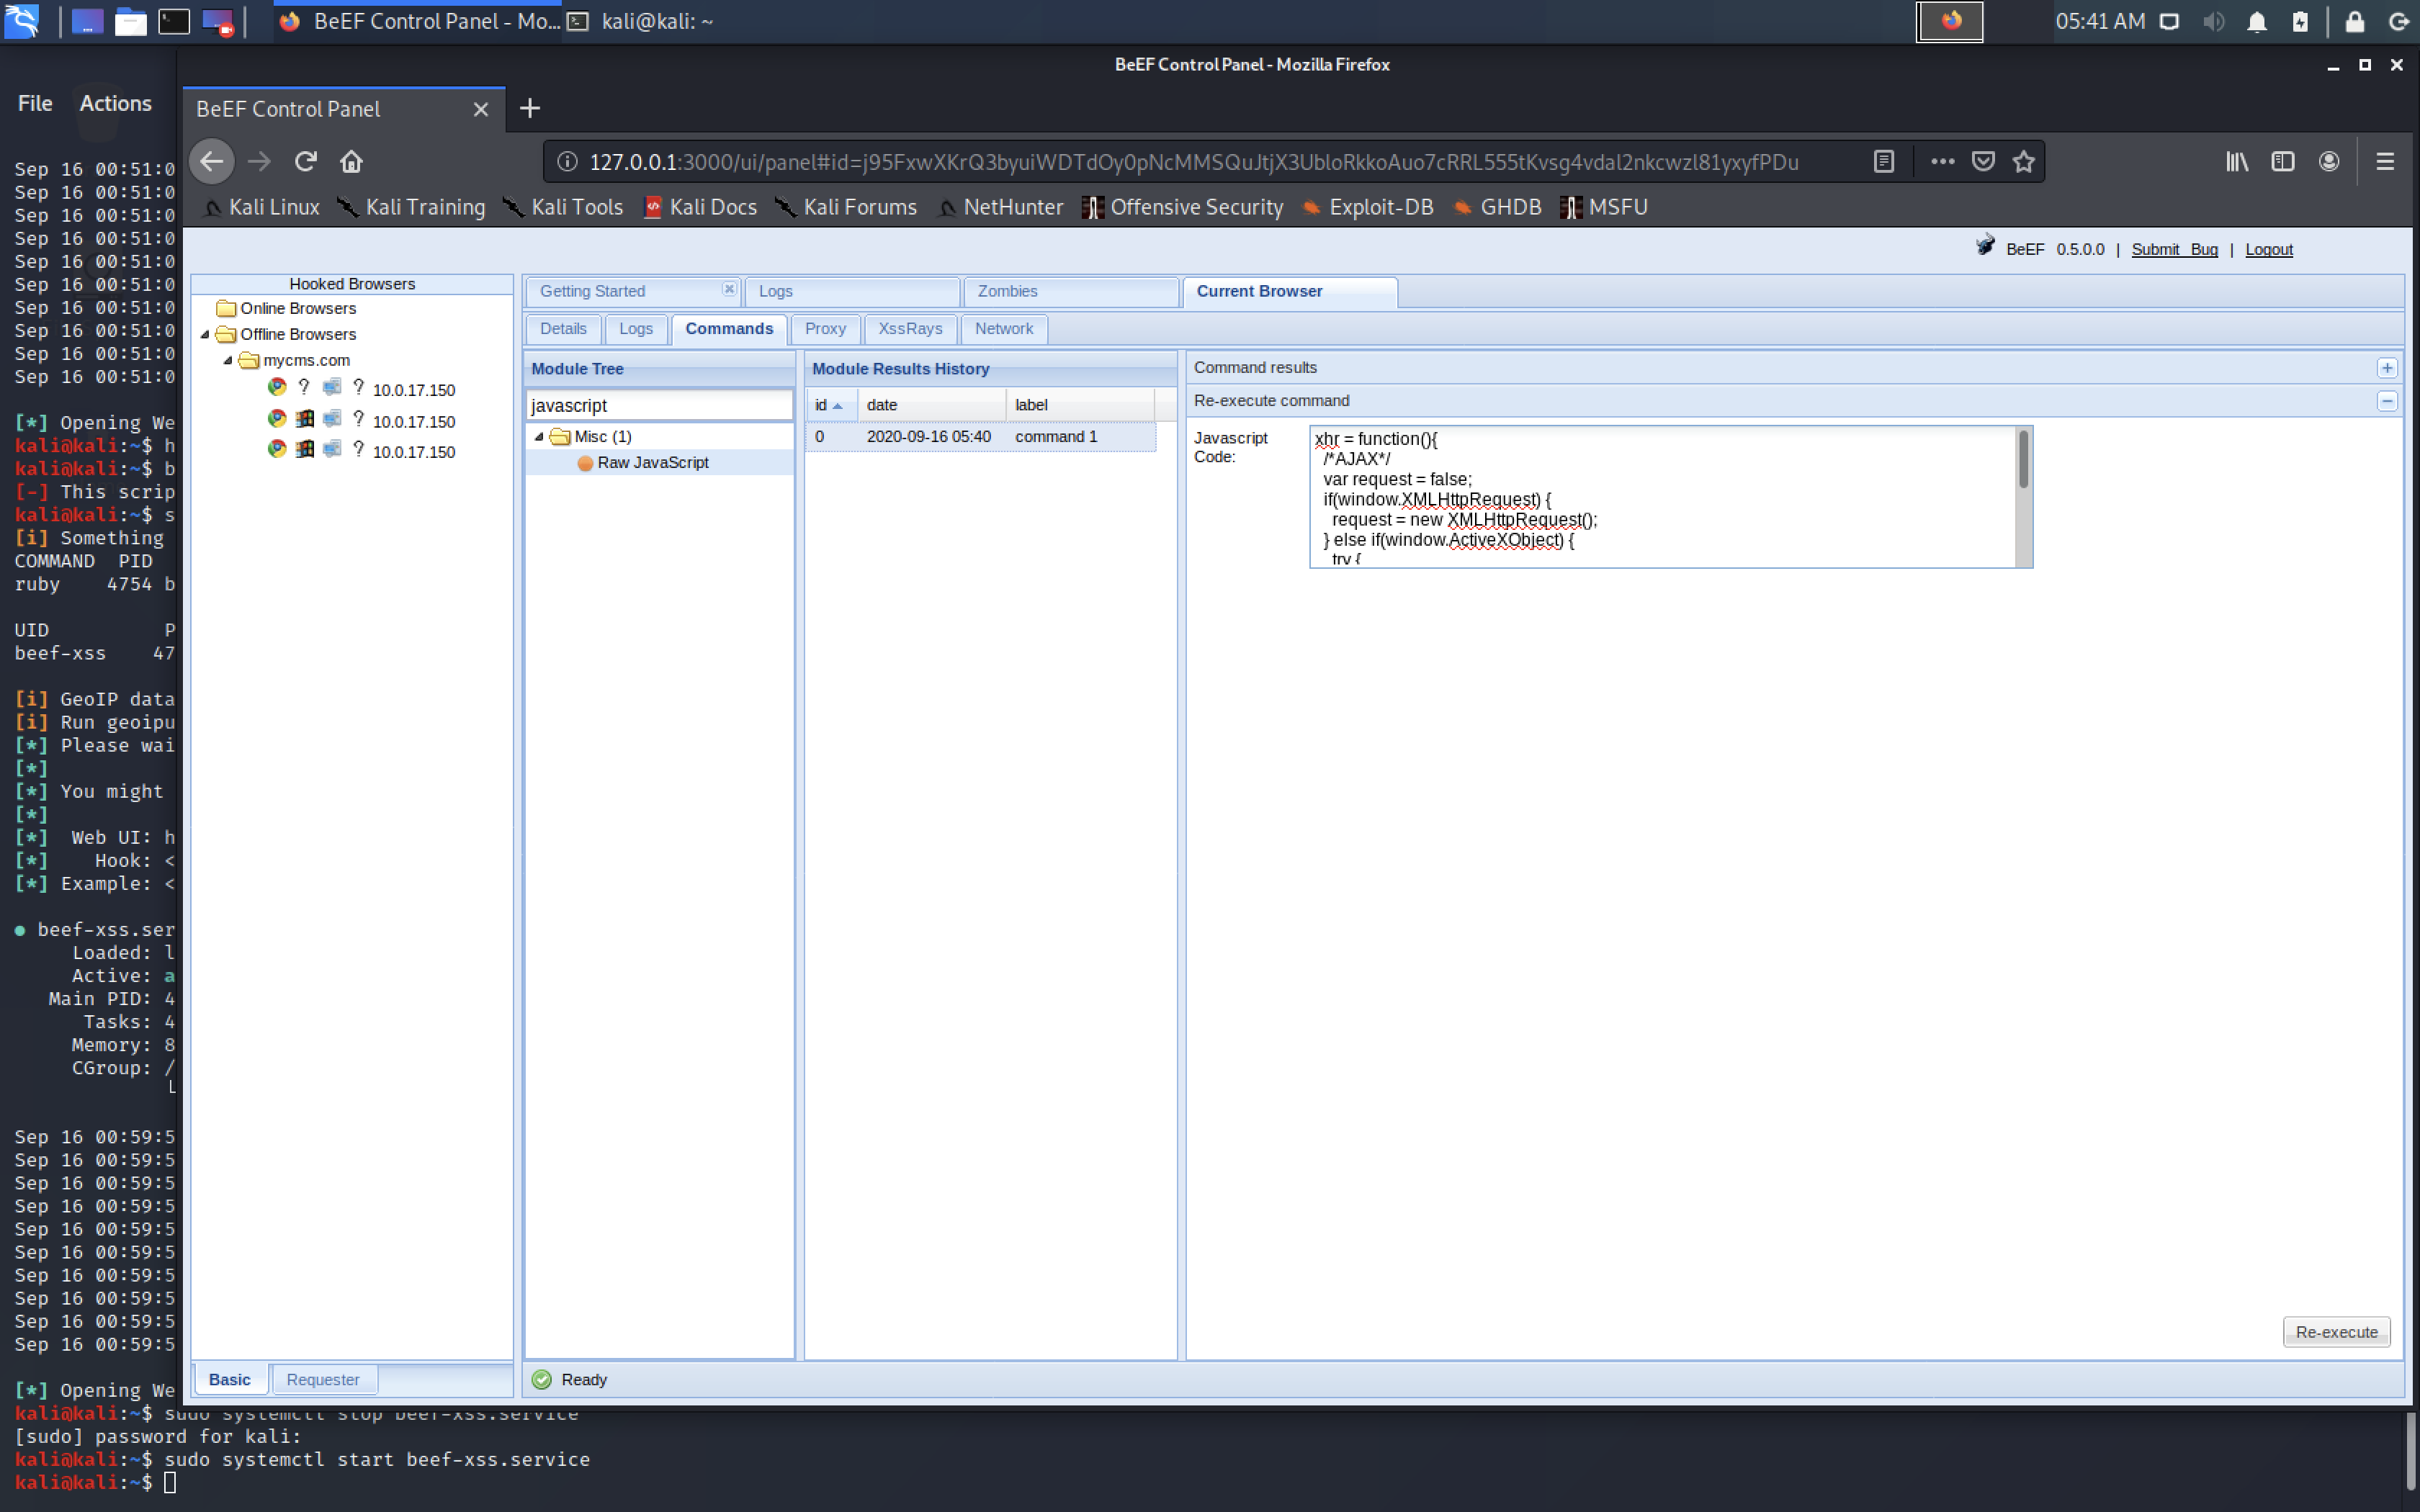 BeEF Control Panel - Mo...
kali@kali: ~
05:41 AM
BeEF Control Panel - Mozilla Firefox
File Actions
BeEF Control Panel
127.0.0.1:3000/ui/panel#id=j95FxwXKrQ3byuiWDTdOy0pNcMMSQuJtjX3UbloRkkoAuo7cRRL555tKvsg4vdal2nkcwzl81yxyfPDu
Kali Linux Kali Training Kali Tools Kali Docs Kali Forums NetHunter Offensive Security Exploit-DB GHDB MSFU
BeEF 0.5.0.0 | Submit Bug | Logout
Hooked Browsers
Online Browsers
Offline Browsers
mycms.com
? ? 10.0.17.150
? 10.0.17.150
? 10.0.17.150
Basic Requester
Getting Started Logs Zombies Current Browser
Details Logs Commands Proxy XssRays Network
Module Tree
javascript
Misc (1)
Raw JavaScript
Module Results History
id date label
0 2020-09-16 05:40 command 1
Command results
Re-execute command
Javascript
Code:
xhr = function(){
/*AJAX*/
var request = false;
if(window.XMLHttpRequest) {
request = new XMLHttpRequest();
} else if(window.ActiveXObject) {
try {
Re-execute
Ready
Sep 16 00:51:0
Sep 16 00:51:0
Sep 16 00:51:0
Sep 16 00:51:0
Sep 16 00:51:0
Sep 16 00:51:0
Sep 16 00:51:0
Sep 16 00:51:0
Sep 16 00:51:0
Sep 16 00:51:0
[*] Opening We
kali@kali:~$ h
kali@kali:~$ b
[-] This scrip
kali@kali:~$ s
[i] Something
COMMAND PID
ruby 4754 b
UID P
beef-xss 47
[i] GeoIP data
[i] Run geoipu
[*] Please wai
[*]
[*] You might
[*]
[*] Web UI: h
[*] Hook: <
[*] Example: <
● beef-xss.ser
Loaded: l
Active: a
Main PID: 4
Tasks: 4
Memory: 8
CGroup: /
└
Sep 16 00:59:5
Sep 16 00:59:5
Sep 16 00:59:5
Sep 16 00:59:5
Sep 16 00:59:5
Sep 16 00:59:5
Sep 16 00:59:5
Sep 16 00:59:5
Sep 16 00:59:5
Sep 16 00:59:5
[*] Opening We
kali@kali:~$ sudo systemctl stop beef-xss.service
[sudo] password for kali:
kali@kali:~$ sudo systemctl start beef-xss.service
kali@kali:~$